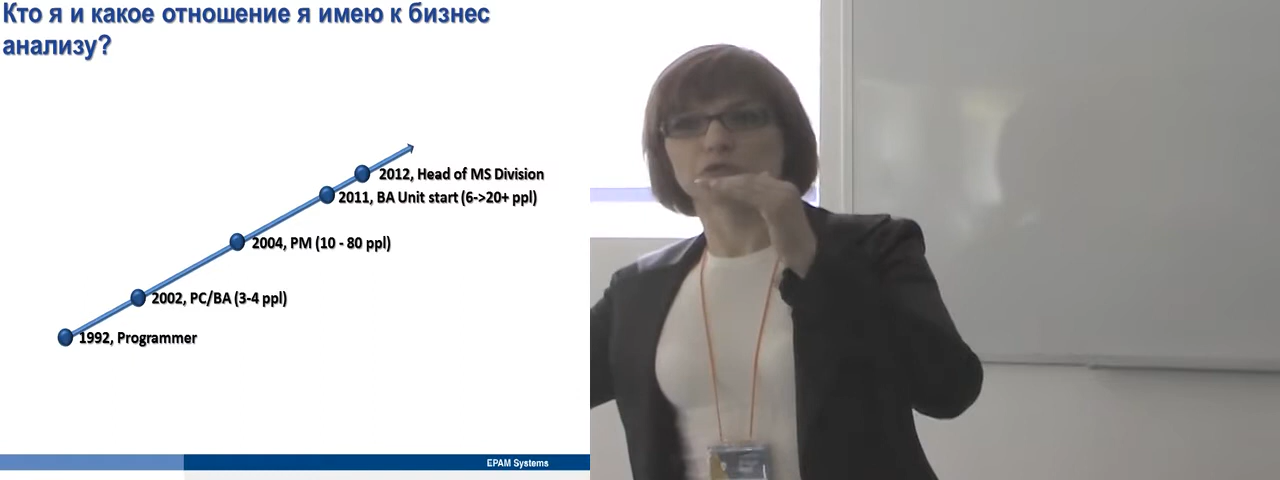 Кто я и какое отношение я имею к бизнес
анализу?
2012, Head of MS Division
2011, BA Unit start (6->20+ ppl)
2004, PM (10 - 80 ppl)
2002, PC/BA (3-4 ppl)
1992, Programmer
EPAM Systems